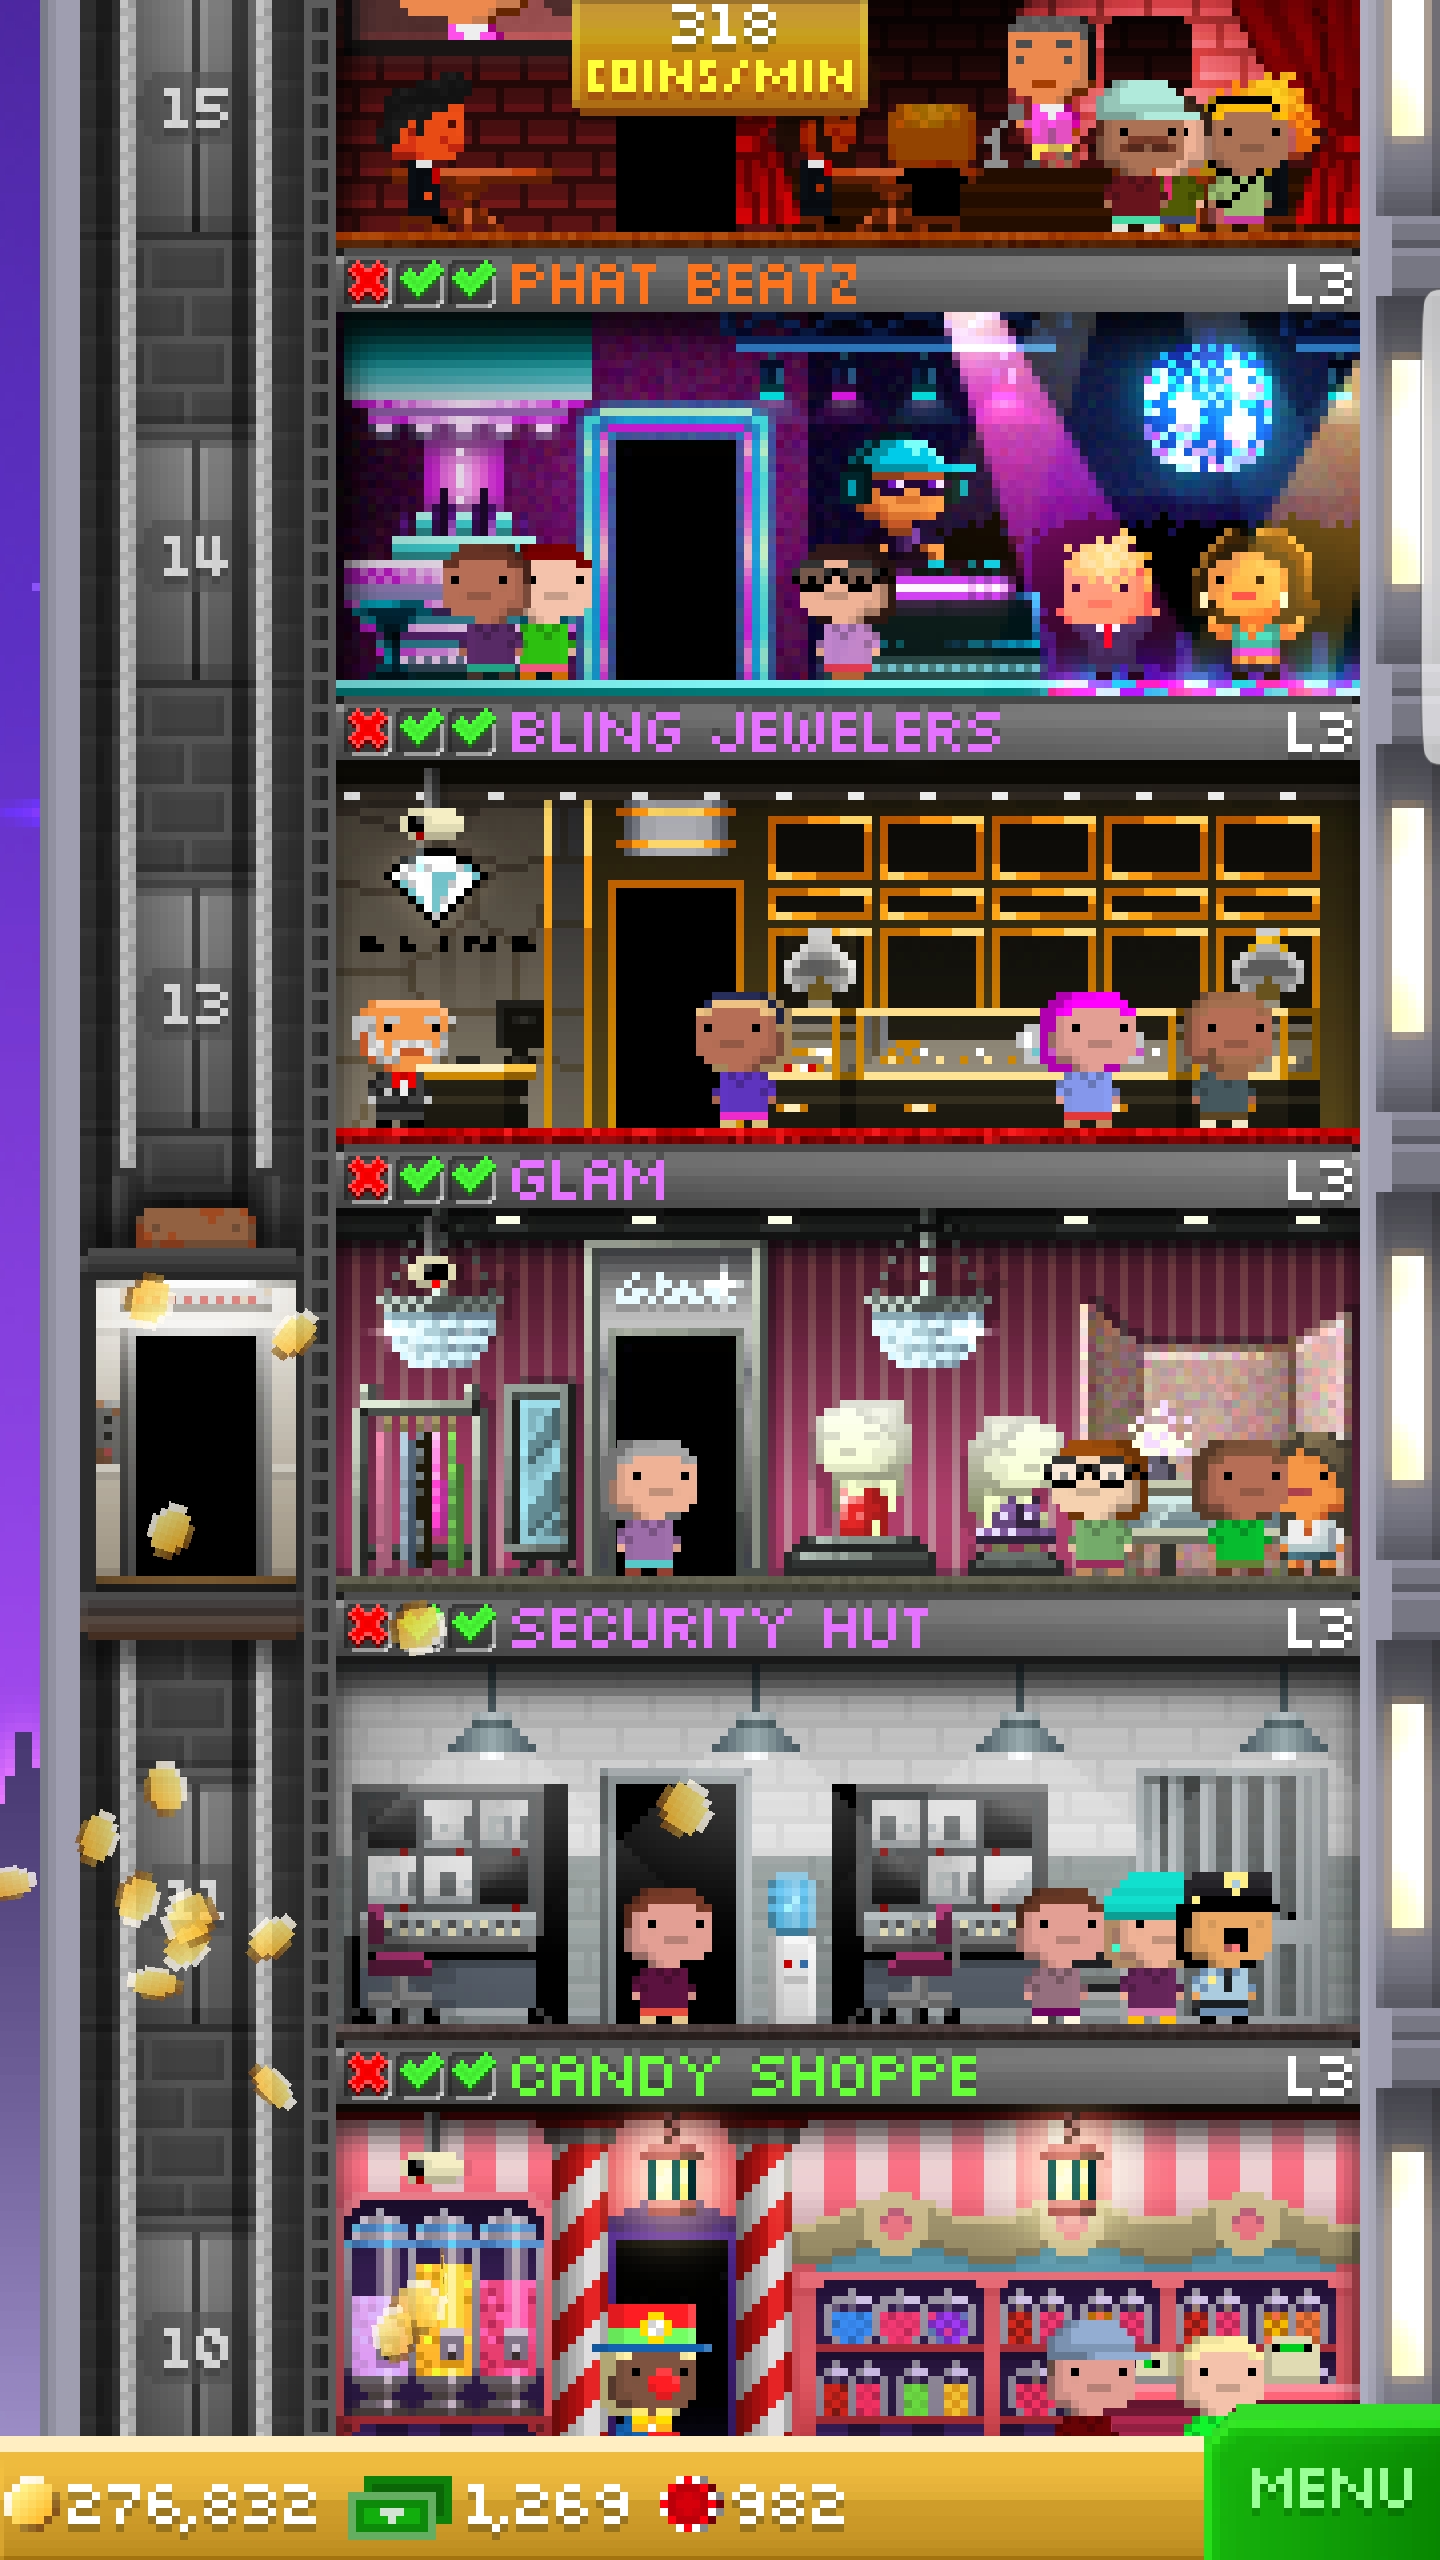 318
COINS/MIN
15
PHAT BEATZ L3
14
BLING JEWELERS L3
BLING
13
GLAM L3
SECURITY HUT L3
CANDY SHOPPE L3
10
276,832 1,269 982
MENU